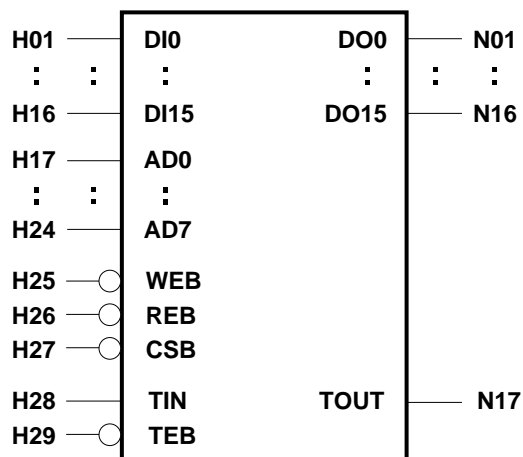 H01 DI0 DO0 N01
: : : : : :
H16 DI15 DO15 N16
H17 AD0
: : :
H24 AD7
H25 WEB
H26 REB
H27 CSB
H28 TIN TOUT N17
H29 TEB